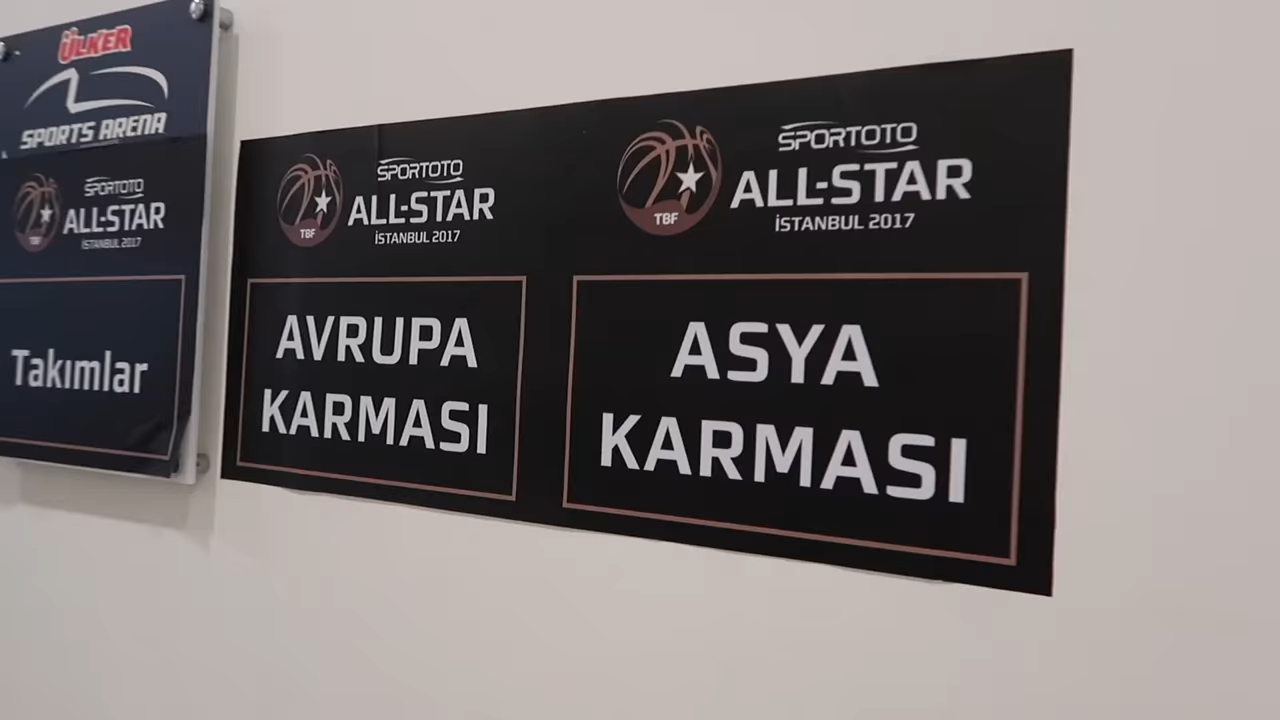 ÜLKER
SPORTS ARENA
TBF
SPORTOTO
ALL-STAR
İSTANBUL 2017
Takımlar
TBF
SPORTOTO
ALL-STAR
İSTANBUL 2017
AVRUPA
KARMASI
TBF
SPORTOTO
ALL-STAR
İSTANBUL 2017
ASYA
KARMASI